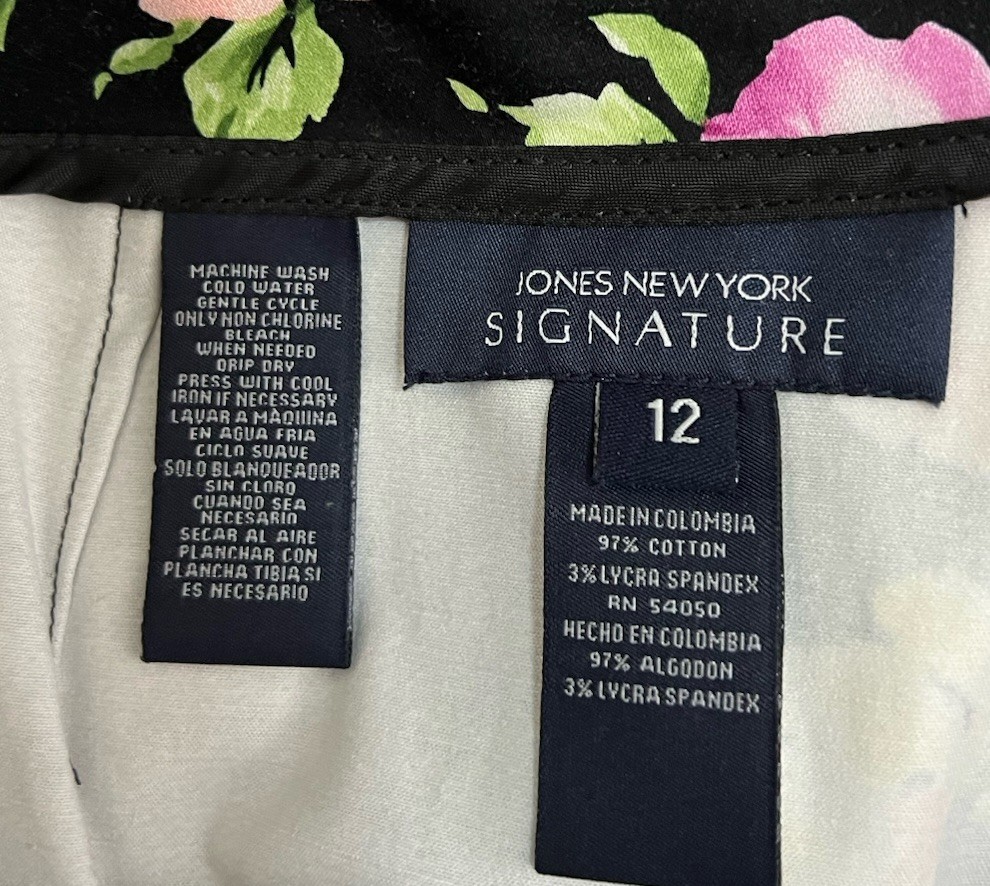 MACHINE WASH
COLD WATER
GENTLE CYCLE
ONLY NON CHLORINE
BLEACH
WHEN NEEDED
DRIP DRY
PRESS WITH COOL
IRON IF NECESSARY
LAVAR A MÀQUINA
EN AGUA FRIA
CICLO SUAVE
SOLO BLANQUEADOR
SIN CLORO
CUANDO SEA
NECESARIO
SECAR AL AIRE
PLANCHAR CON
PLANCHA TIBIA SI
ES NECESARIO
JONES NEW YORK
SIGNATURE
12
MADE IN COLOMBIA
97% COTTON
3% LYCRA SPANDEX
RN 54050
HECHO EN COLOMBIA
97% ALGODON
3% LYCRA SPANDEX